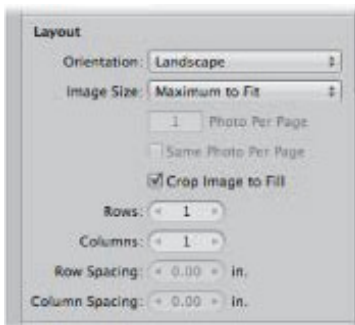 Layout
Orientation: Landscape
Image Size: Maximum to Fit
1 Photo Per Page
Same Photo Per Page
Crop Image to Fill
Rows: 1
Columns: 1
Row Spacing: 0.00 in.
Column Spacing: 0.00 in.